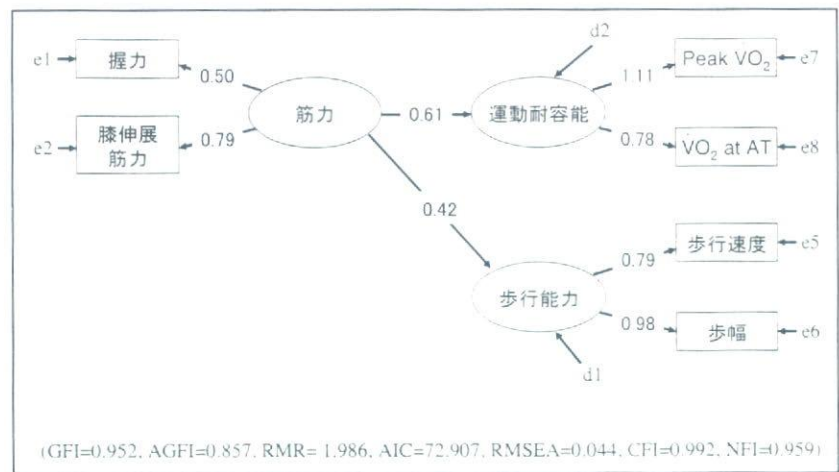 d2
e1
握力
Peak VO₂
e7
0.50
1.11
筋力
0.61
運動耐容能
e2
膝伸展
筋力
0.79
0.78
VO₂ at AT
e8
0.42
歩行速度
e5
0.79
歩行能力
0.98
歩幅
e6
d1
(GFI=0.952, AGFI=0.857, RMR= 1.986, AIC=72.907, RMSEA=0.044, CFI=0.992, NFI=0.959)